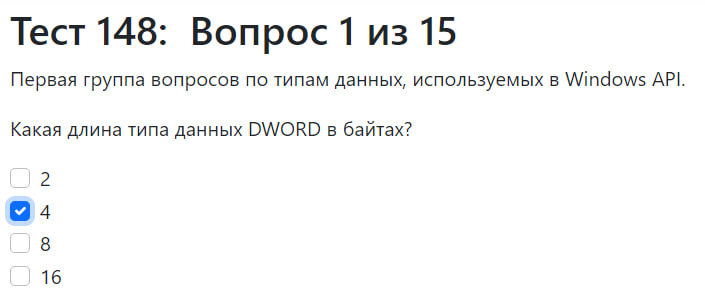 Тест 148: Вопрос 1 из 15
Первая группа вопросов по типам данных, используемых в Windows API.
Какая длина типа данных DWORD в байтах?
2
4
8
16